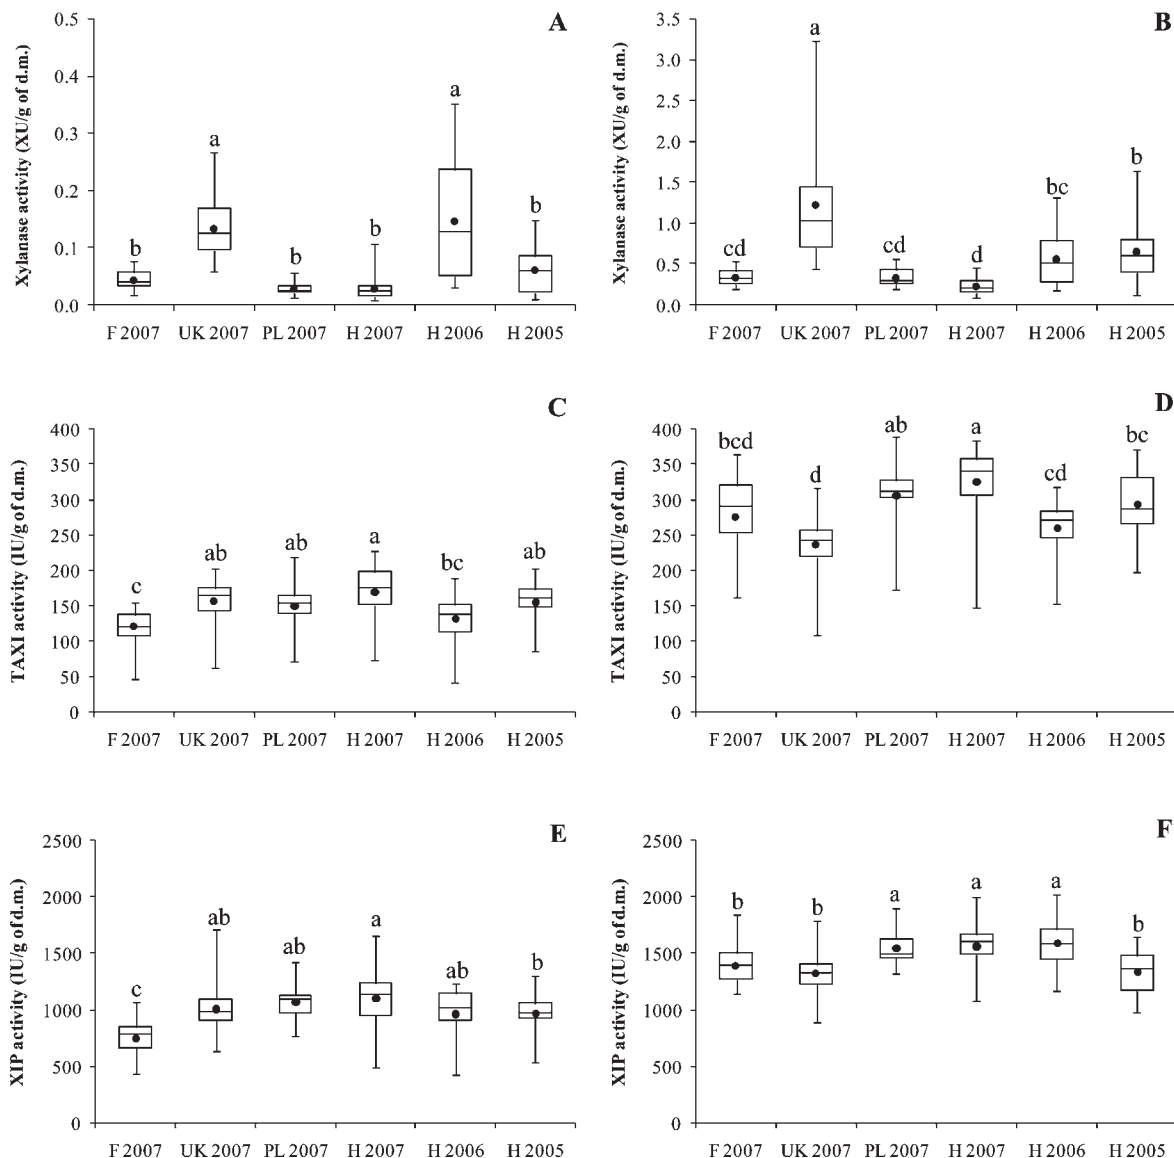 A
Xylanase activity (XU/g of d.m.)
0.5
0.4
0.3
0.2
0.1
0.0
b
a
b
b
a
b
F 2007 UK 2007 PL 2007 H 2007 H 2006 H 2005
B
Xylanase activity (XU/g of d.m.)
3.5
3.0
2.5
2.0
1.5
1.0
0.5
0.0
cd
a
cd
d
bc
b
F 2007 UK 2007 PL 2007 H 2007 H 2006 H 2005
C
TAXI activity (IU/g of d.m.)
400
350
300
250
200
150
100
50
0
c
ab
ab
a
bc
ab
F 2007 UK 2007 PL 2007 H 2007 H 2006 H 2005
D
TAXI activity (IU/g of d.m.)
400
350
300
250
200
150
100
50
0
bcd
d
ab
a
cd
bc
F 2007 UK 2007 PL 2007 H 2007 H 2006 H 2005
E
XIP activity (IU/g of d.m.)
2500
2000
1500
1000
500
0
c
ab
ab
a
ab
b
F 2007 UK 2007 PL 2007 H 2007 H 2006 H 2005
F
XIP activity (IU/g of d.m.)
2500
2000
1500
1000
500
0
b
b
a
a
a
b
F 2007 UK 2007 PL 2007 H 2007 H 2006 H 2005